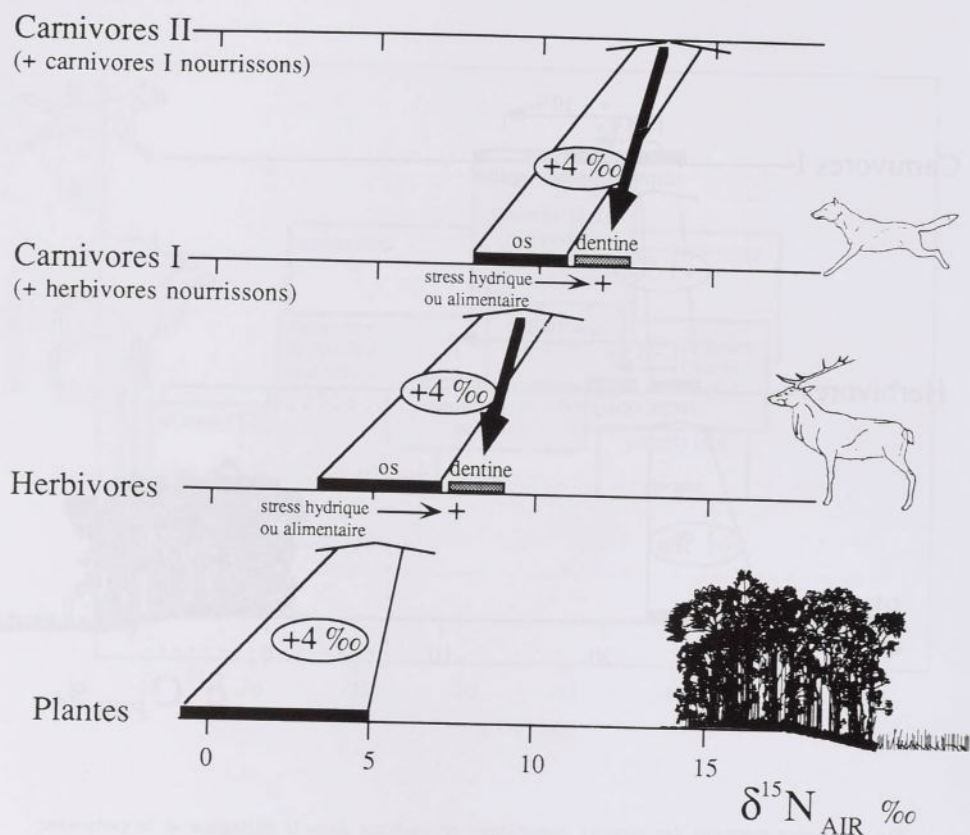 Carnivores II
(+ carnivores I nourrissons)
+4 ‰
Carnivores I
(+ herbivores nourrissons)
os
dentine
stress hydrique
ou alimentaire
+
+4 ‰
Herbivores
os
dentine
stress hydrique
ou alimentaire
+
+4 ‰
Plantes
0 5 10 15
δ¹⁵N AIR ‰